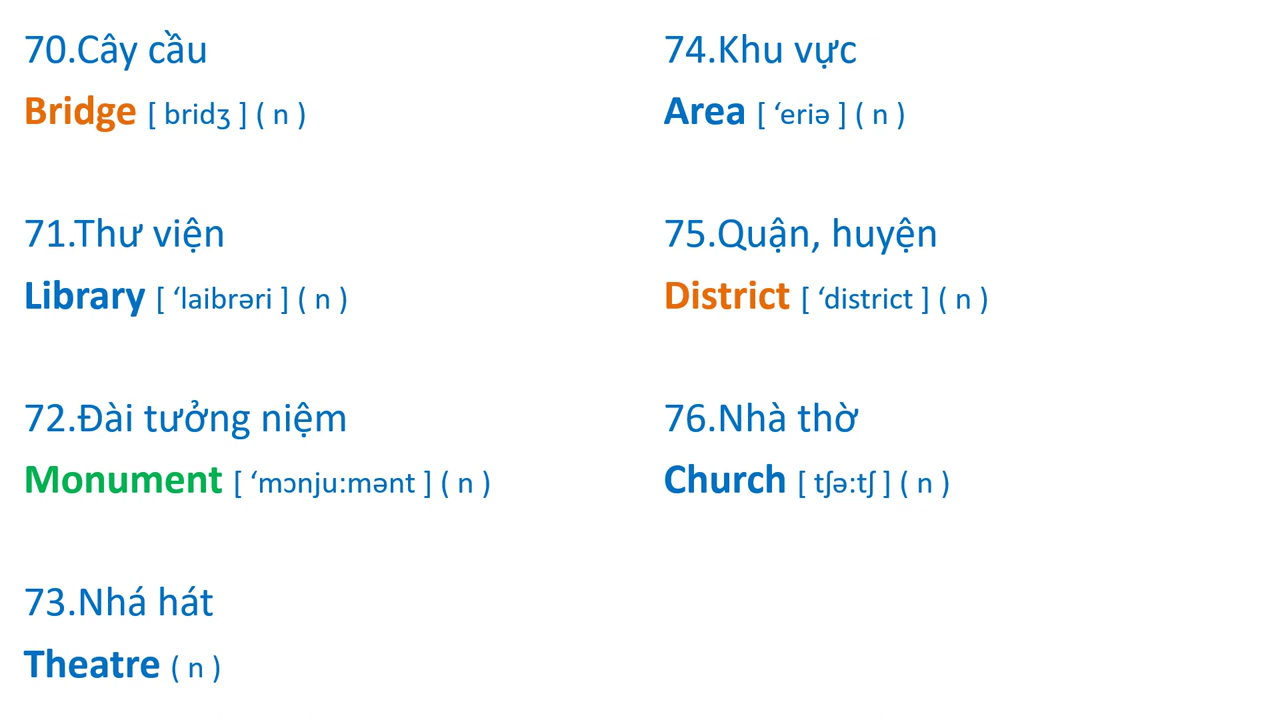 70.Cây cầu
Bridge [ bridʒ ] ( n )
71.Thư viện
Library [ ‘laibrəri ] ( n )
72.Đài tưởng niệm
Monument [ ‘mɔnju:mənt ] ( n )
73.Nhá hát
Theatre ( n )
74.Khu vực
Area [ ‘eriə ] ( n )
75.Quận, huyện
District [ ‘district ] ( n )
76.Nhà thờ
Church [ tʃə:tʃ ] ( n )